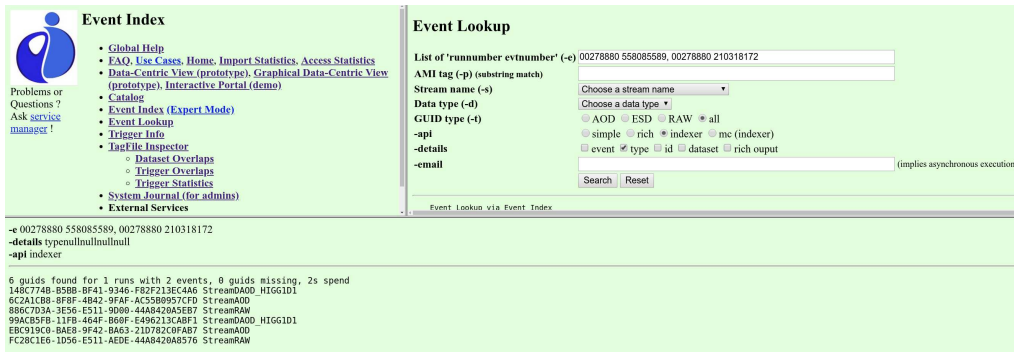 Event Index
Problems or
Questions ?
Ask service
manager !
• Global Help
• FAQ, Use Cases, Home, Import Statistics, Access Statistics
• Data-Centric View (prototype), Graphical Data-Centric View
(prototype), Interactive Portal (demo)
• Catalog
• Event Index (Expert Mode)
• Event Lookup
• Trigger Info
• TagFile Inspector
○ Dataset Overlaps
○ Trigger Overlaps
○ Trigger Statistics
• System Journal (for admins)
• External Services
Event Lookup
List of 'runnumber evtnumber' (-e) 00278880 558085589, 00278880 210318172
AMI tag (-p) (substring match)
Stream name (-s) Choose a stream name
Data type (-d) Choose a data type
GUID type (-t) AOD ESD RAW all
-api simple rich indexer mc (indexer)
-details event type id dataset rich ouput
-email (implies asynchronous execution
Search Reset
Event Lookup via Event Index
-e 00278880 558085589, 00278880 210318172
-details typenullnullnullnull
-api indexer
6 guids found for 1 runs with 2 events, 0 guids missing, 2s spend
148C774B-B5BB-BF41-9346-F82F213EC4A6 StreamDAOD_HIGG1D1
6C2A1CB8-8F8F-4B42-9FAF-AC55B0957CFD StreamAOD
886C7D3A-3E56-E511-9D00-44A8420A5EB7 StreamRAW
99ACB5FB-11FB-464F-B60F-E496213CABF1 StreamDAOD_HIGG1D1
EBC919C0-BAE8-9F42-BA63-21D782C0FAB7 StreamAOD
FC28C1E6-1D56-E511-AEDE-44A8420A8576 StreamRAW